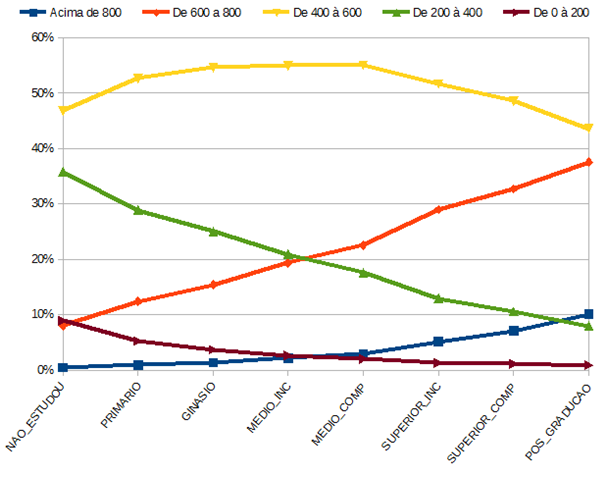 Acima de 800 De 600 a 800 De 400 à 600 De 200 à 400 De 0 à 200
60%
50%
40%
30%
20%
10%
0%
NAO_ESTUDOU
PRIMARIO
GINASIO
MEDIO_INC
MEDIO_COMP
SUPERIOR_INC
SUPERIOR_COMP
POS_GRADUCAO